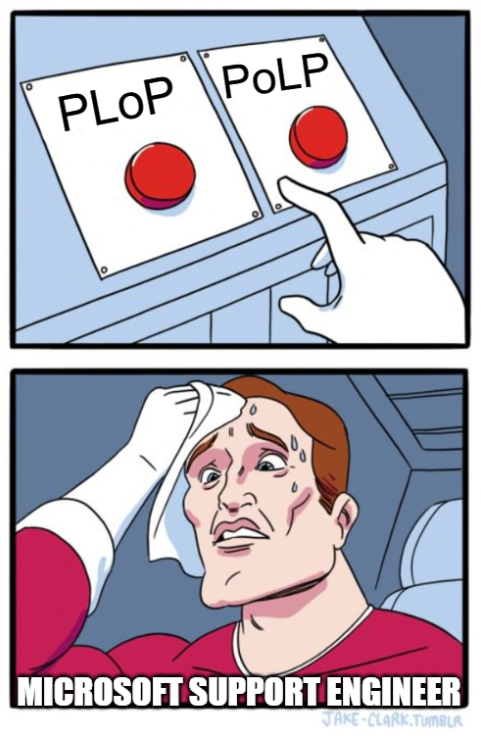 PLoP
PoLP
MICROSOFT SUPPORT ENGINEER
JAKE-CLARK.TUMBLR